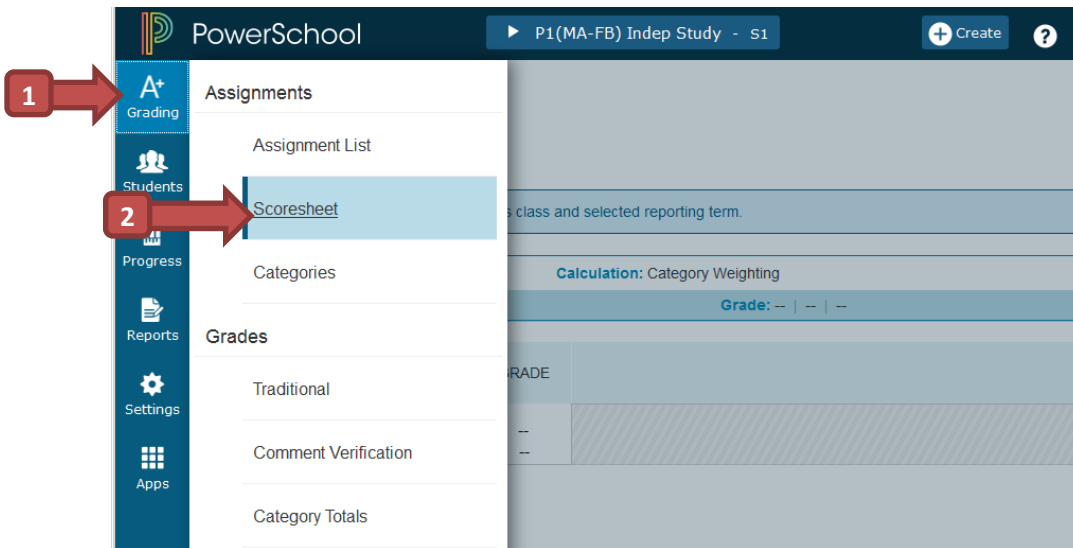 PowerSchool
P1(MA-FB) Indep Study - S1
Create
?
1
A+
Grading
Students
Progress
Reports
Settings
Apps
Assignments
Assignment List
2
Scoresheet
Categories
Grades
Traditional
Comment Verification
Category Totals
class and selected reporting term.
Calculation: Category Weighting
Grade: -- | -- | --
RADE
--
--